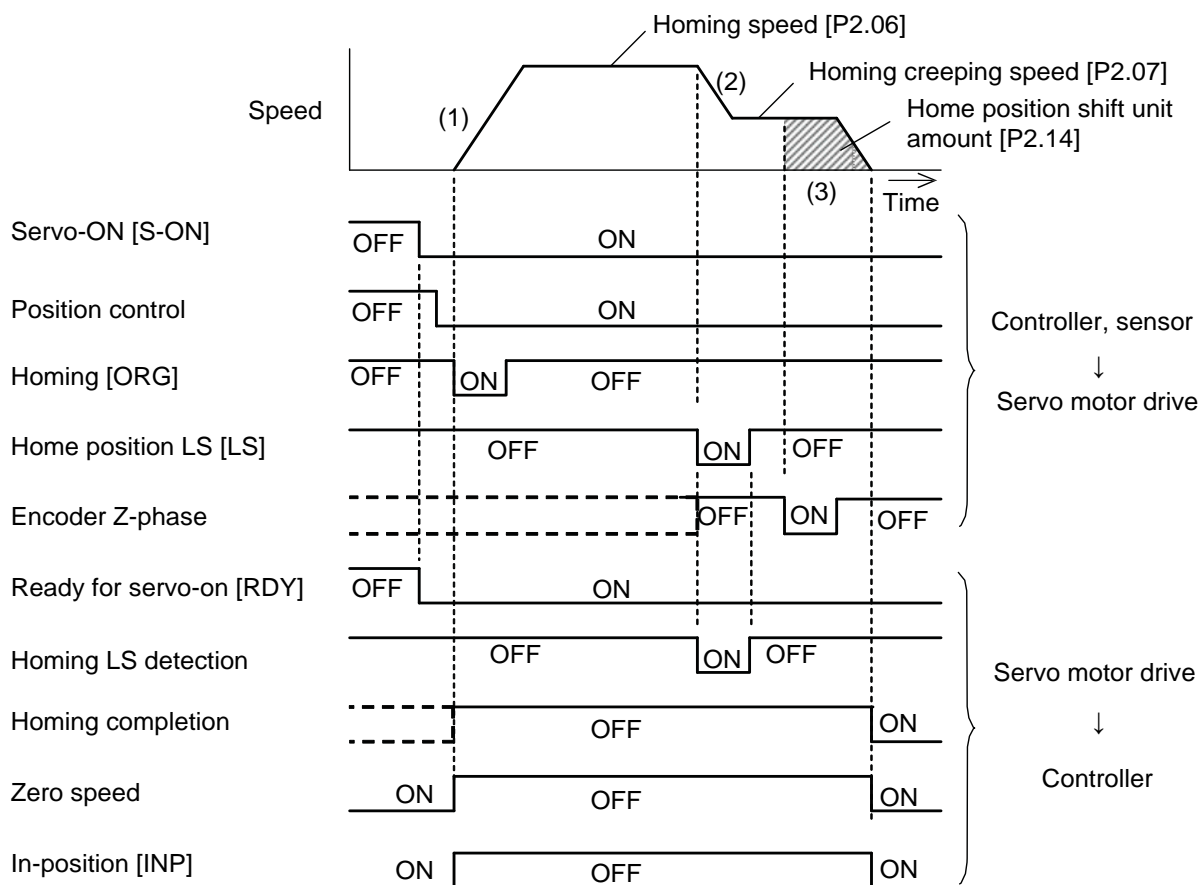 Homing speed [P2.06]
(2)
Homing creeping speed [P2.07]
Speed
(1)
Home position shift unit
amount [P2.14]
(3)
Time
Servo-ON [S-ON]
OFF
ON
Position control
OFF
ON
Controller, sensor
↓
Servo motor drive
Homing [ORG]
OFF
ON
OFF
Home position LS [LS]
OFF
ON
OFF
Encoder Z-phase
OFF
ON
OFF
Ready for servo-on [RDY]
OFF
ON
Homing LS detection
OFF
ON
OFF
Servo motor drive
↓
Controller
Homing completion
OFF
ON
Zero speed
ON
OFF
ON
In-position [INP]
ON
OFF
ON